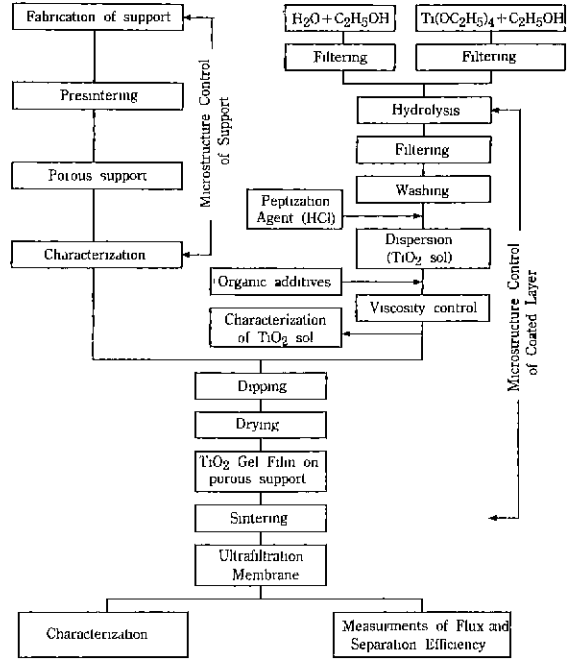 Fabrication of support
Presintering
Porous support
Characterization
Microstructure Control
of Support
H₂O + C₂H₅OH
Ti(OC₂H₅)₄ + C₂H₅OH
Filtering
Filtering
Hydrolysis
Filtering
Washing
Peptization
Agent (HCl)
Dispersion
(TiO₂ sol)
Organic additives
Viscosity control
Characterization
of TiO₂ sol
Microstructure Control
of Coated Layer
Dipping
Drying
TiO₂ Gel Film on
porous support
Sintering
Ultrafiltration
Membrane
Characterization
Measurments of Flux and
Separation Efficiency